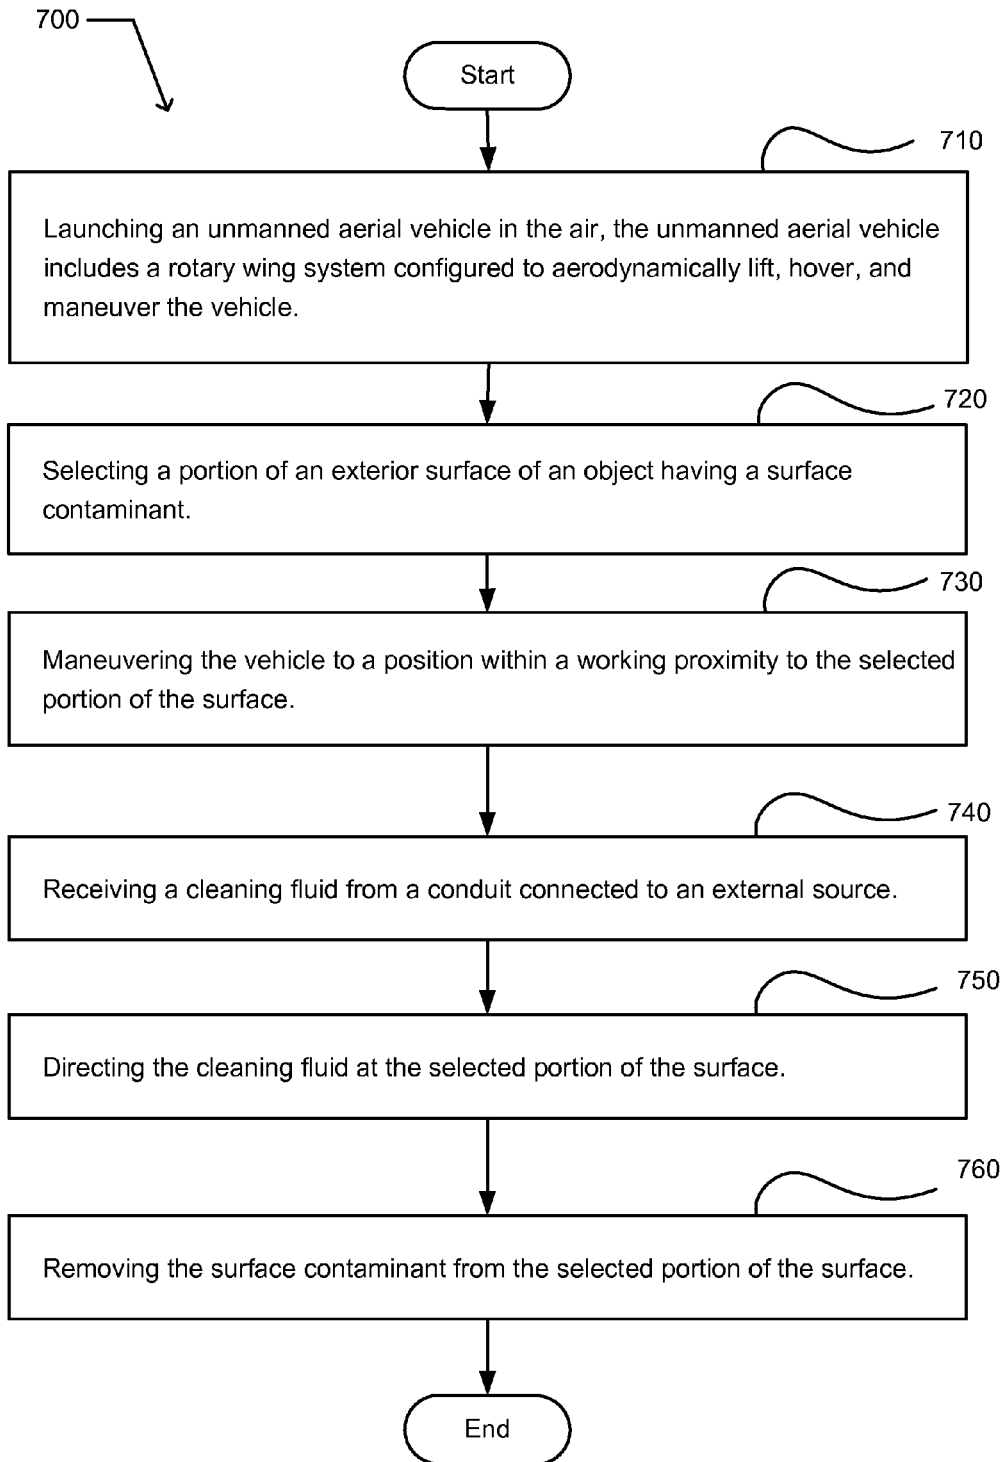 700
Start
710
Launching an unmanned aerial vehicle in the air, the unmanned aerial vehicle
includes a rotary wing system configured to aerodynamically lift, hover, and
maneuver the vehicle.
720
Selecting a portion of an exterior surface of an object having a surface
contaminant.
730
Maneuvering the vehicle to a position within a working proximity to the selected
portion of the surface.
740
Receiving a cleaning fluid from a conduit connected to an external source.
750
Directing the cleaning fluid at the selected portion of the surface.
760
Removing the surface contaminant from the selected portion of the surface.
End